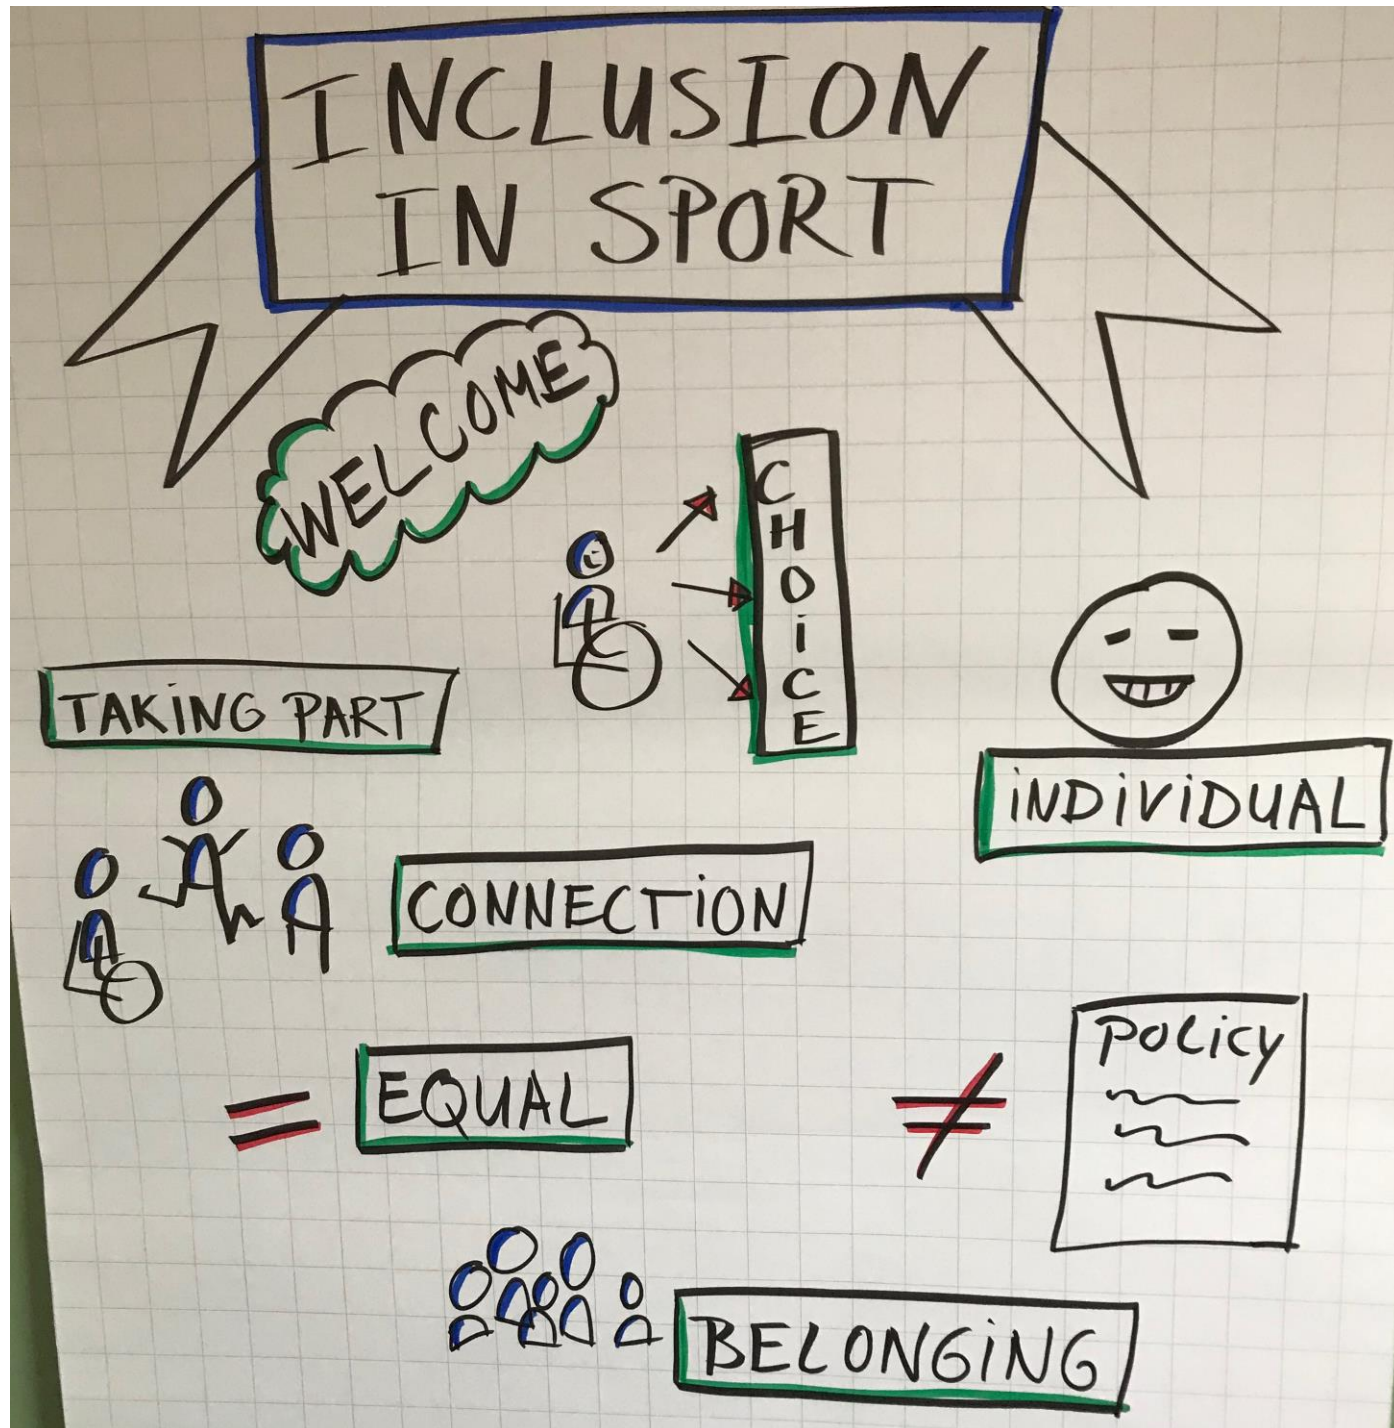 INCLUSION
IN SPORT
WELCOME
CHOiCE
TAKiNG PART
iNDiViDUAL
CONNECTiON
= EQUAL
≠ POLicy
BELONGiNG